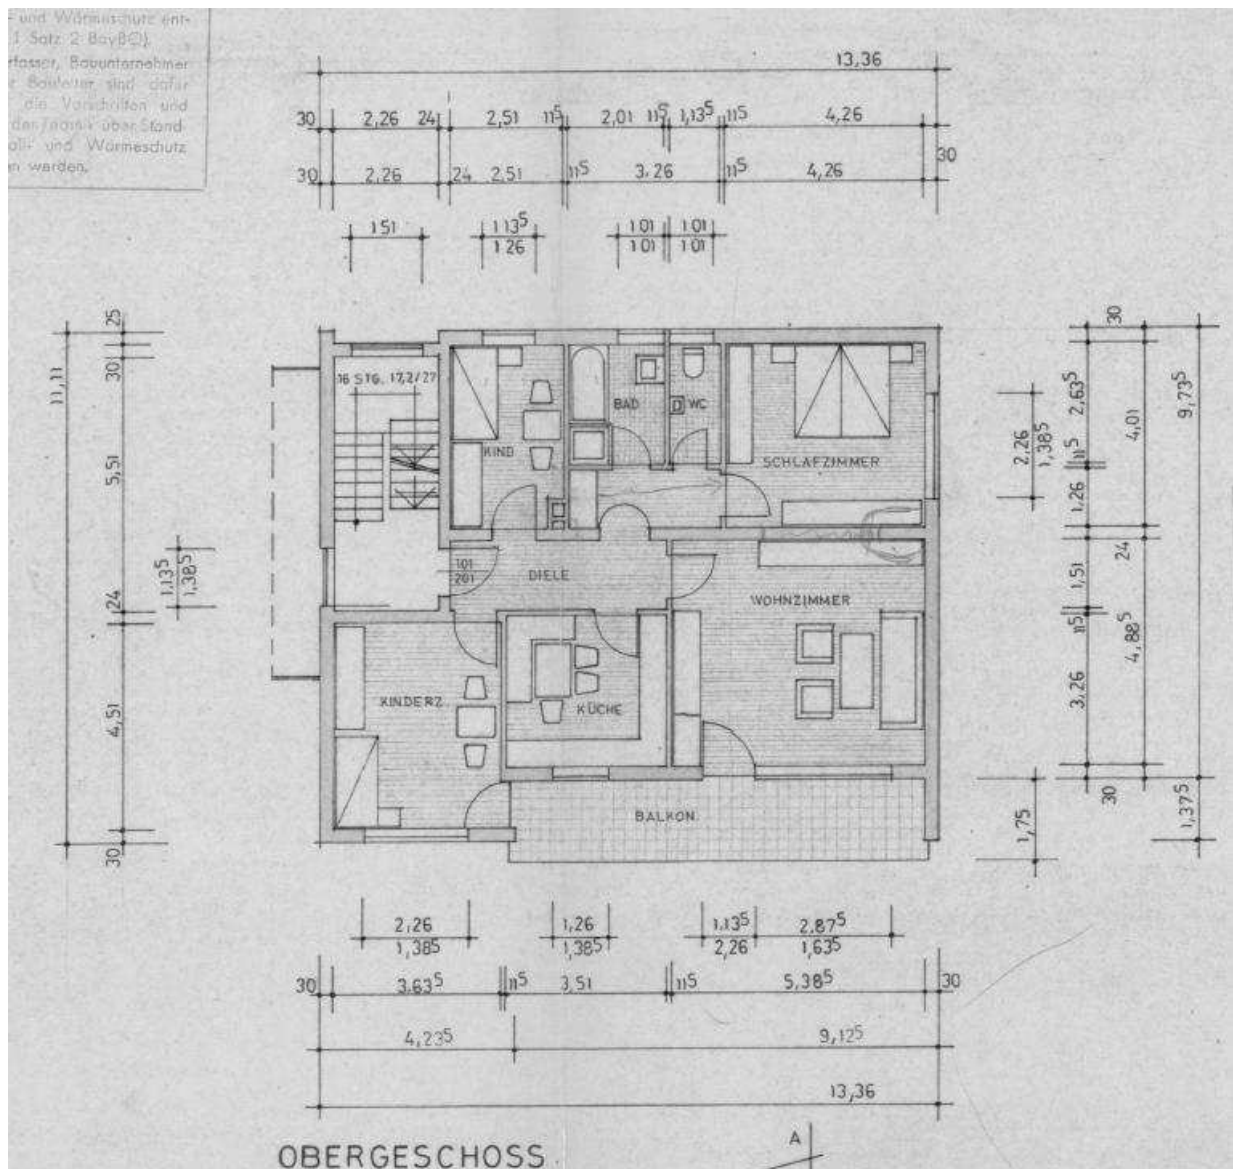 - und Wärmeschutz ent-
1 Satz 2 BayBO).
rfasser, Bauunternehmer
Bauleiter sind dafür
die Vorschriften und
über Stand-
und Wärmeschutz
n werden.
13,36
30 2,26 24 2,51 11⁵ 2,01 11⁵ 1,13⁵ 11⁵ 4,26
30
30 2,26 24 2,51 11⁵ 3,26 11⁵ 4,26
1 51 1 13⁵ 1 01 1 01
1 26 1 01 1 01
25
30
5,51
24
4,51
30
11,11
1,13⁵
1,38⁵
16 STG. 17,2/27
KIND
BAD
WC
SCHLAFZIMMER
1 01
2 01
DIELE
WOHNZIMMER
KINDERZ.
KÜCHE
BALKON
2,26
1,38⁵
30
2,63⁵
11⁵
1,26
1,51
11⁵
3,26
4,01
24
4,88⁵
30
9,73⁵
1,37⁵
1,75
2,26 1,26 1,13⁵ 2,87⁵
1,38⁵ 1,38⁵ 2,26 1,63⁵
30 3,63⁵ 11⁵ 3,51 11⁵ 5,38⁵ 30
4,23⁵ 9,12⁵
13,36
OBERGESCHOSS
A